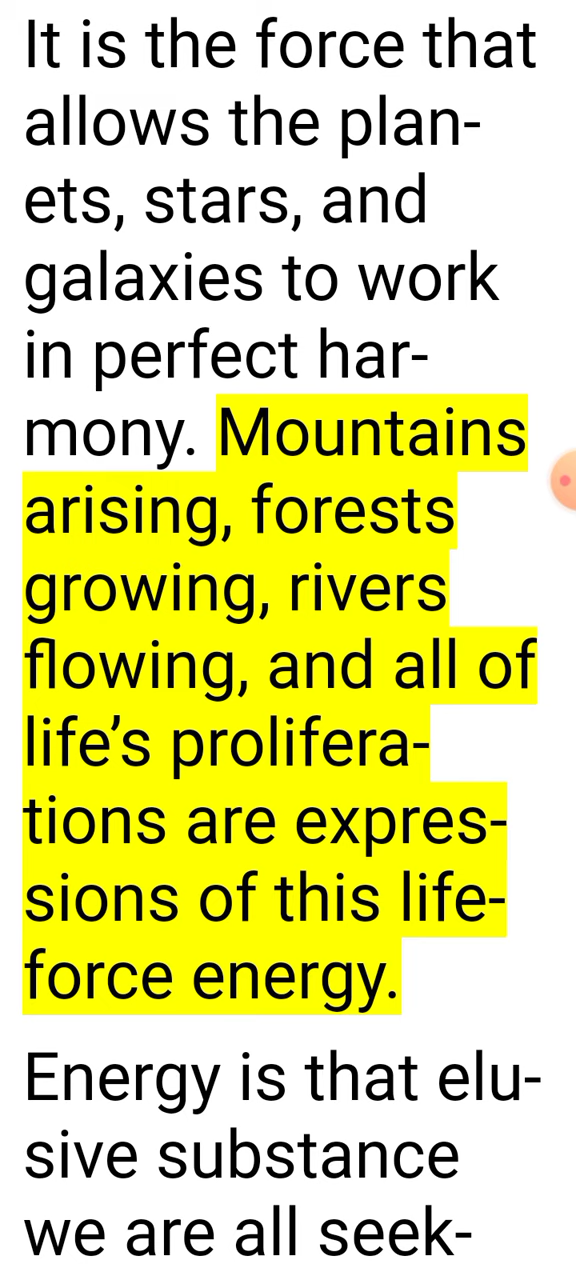 It is the force that
allows the plan-
ets, stars, and
galaxies to work
in perfect har-
mony. Mountains
arising, forests
growing, rivers
flowing, and all of
life’s prolifera-
tions are expres-
sions of this life-
force energy.
Energy is that elu-
sive substance
we are all seek-